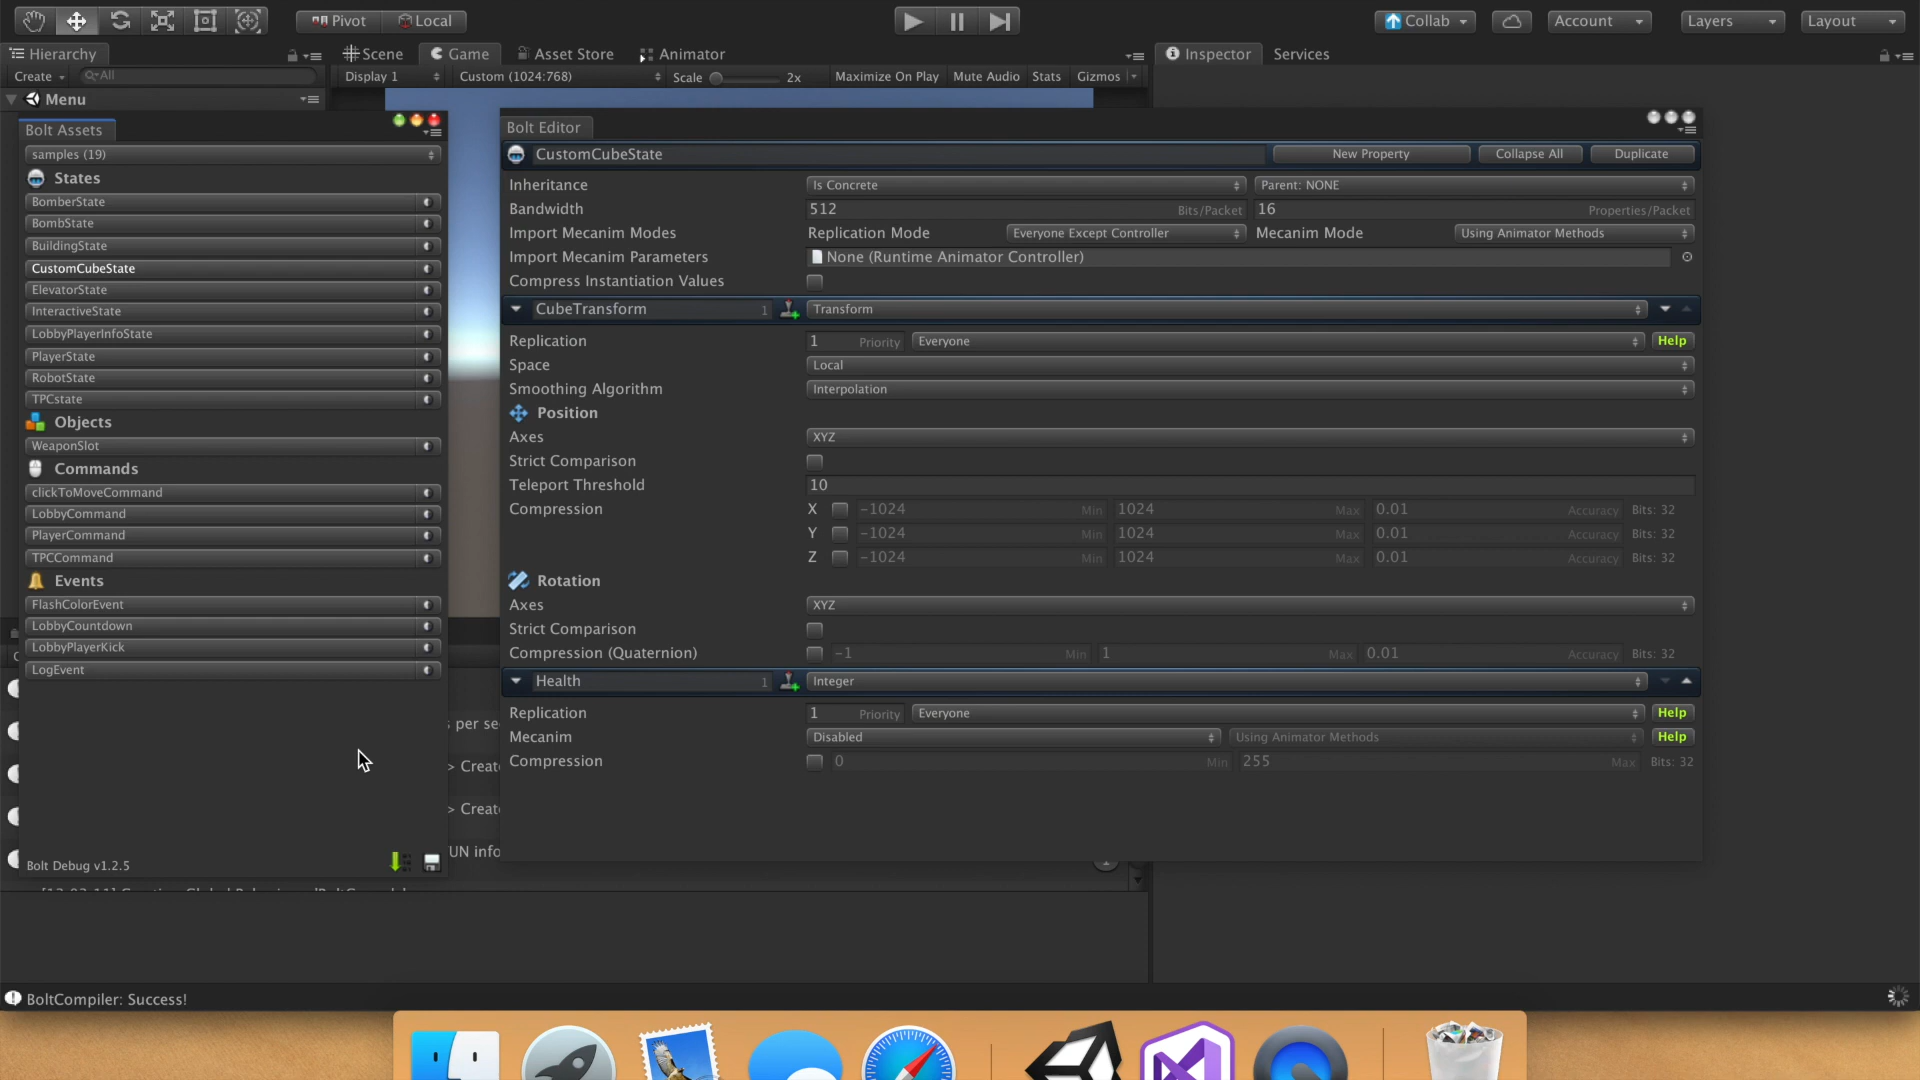 Pivot
Local
Collab
Account
Layers
Layout
Hierarchy
Scene
Game
Asset Store
Animator
Inspector
Services
Create
All
Display 1
Custom (1024:768)
Scale
2x
Maximize On Play
Mute Audio
Stats
Gizmos
Menu
Bolt Assets
samples (19)
States
BomberState
BombState
BuildingState
CustomCubeState
ElevatorState
InteractiveState
LobbyPlayerInfoState
PlayerState
RobotState
TPCstate
Objects
WeaponSlot
Commands
clickToMoveCommand
LobbyCommand
PlayerCommand
TPCCommand
Events
FlashColorEvent
LobbyCountdown
LobbyPlayerKick
LogEvent
Bolt Debug v1.2.5
Bolt Editor
CustomCubeState
New Property
Collapse All
Duplicate
Inheritance
Is Concrete
Parent: NONE
Bandwidth
512
Bits/Packet
16
Properties/Packet
Import Mecanim Modes
Replication Mode
Everyone Except Controller
Mecanim Mode
Using Animator Methods
Import Mecanim Parameters
None (Runtime Animator Controller)
Compress Instantiation Values
CubeTransform
1
Transform
Replication
1
Priority
Everyone
Help
Space
Local
Smoothing Algorithm
Interpolation
Position
Axes
XYZ
Strict Comparison
Teleport Threshold
10
Compression
X
-1024
Min
1024
Max
0.01
Accuracy
Bits: 32
Y
-1024
Min
1024
Max
0.01
Accuracy
Bits: 32
Z
-1024
Min
1024
Max
0.01
Accuracy
Bits: 32
Rotation
Axes
XYZ
Strict Comparison
Compression (Quaternion)
-1
Min
1
Max
0.01
Accuracy
Bits: 32
Health
1
Integer
Replication
1
Priority
Everyone
Help
Mecanim
Disabled
Using Animator Methods
Help
Compression
0
Min
255
Max
Bits: 32
per se
> Create
> Create
UN info
BoltCompiler: Success!